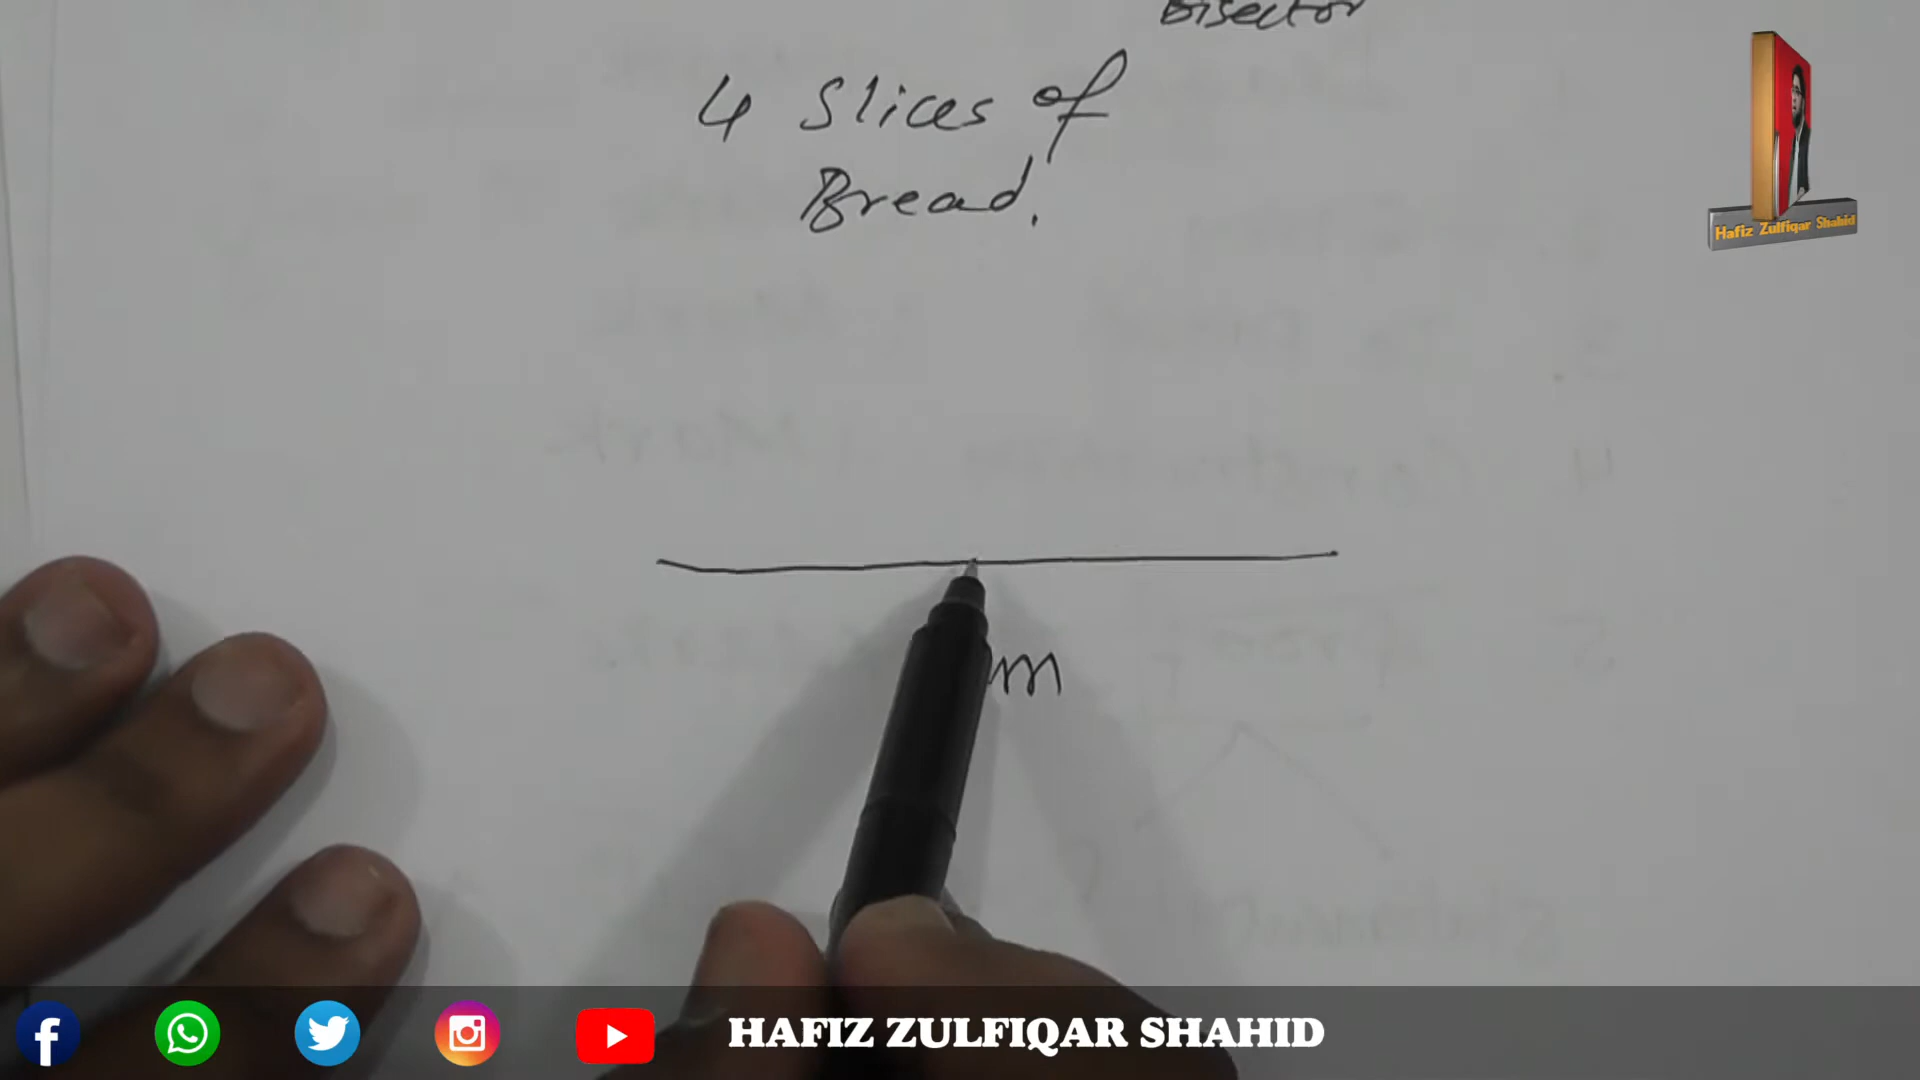 Bisector
4 Slices of
Bread.
m
Hafiz Zulfiqar Shahid
HAFIZ ZULFIQAR SHAHID